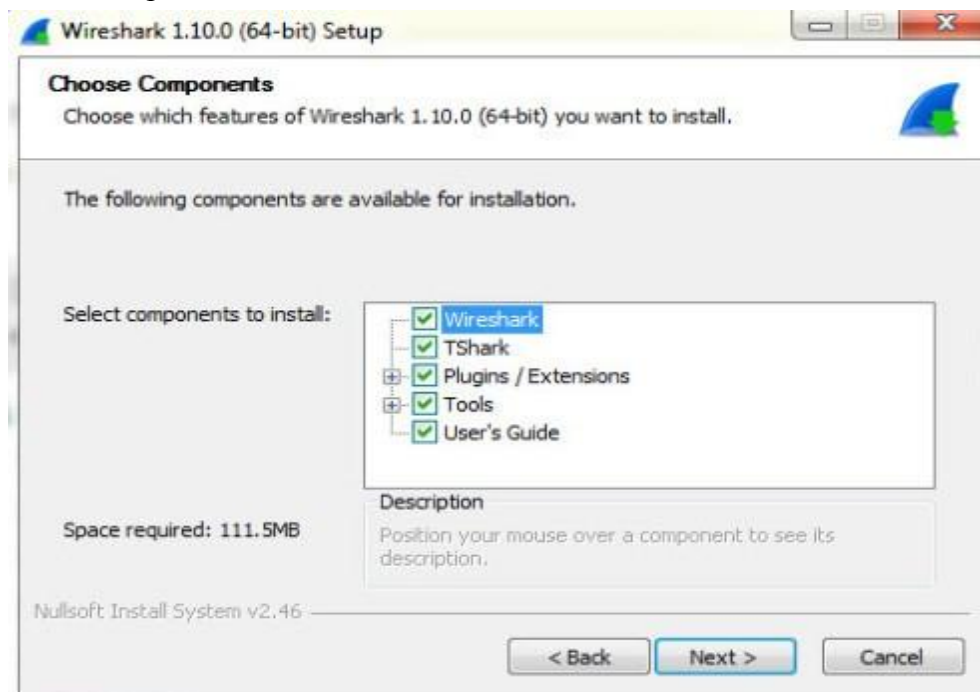 Wireshark 1.10.0 (64-bit) Setup
Choose Components
Choose which features of Wireshark 1.10.0 (64-bit) you want to install.
The following components are available for installation.
Select components to install:
Wireshark
TShark
Plugins / Extensions
Tools
User's Guide
Space required: 111.5MB
Description
Position your mouse over a component to see its
description.
Nullsoft Install System v2.46
< Back
Next >
Cancel